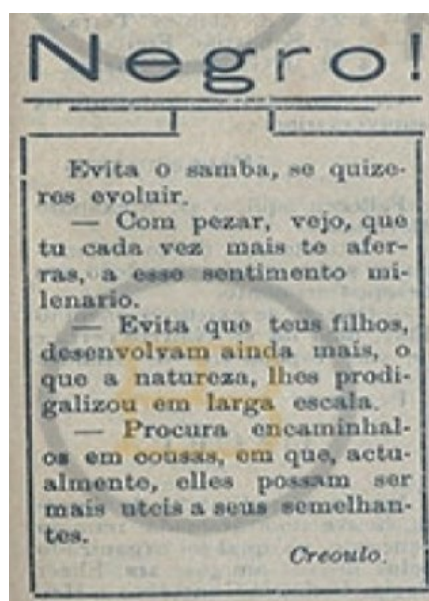 Negro!
Evita o samba, se quize-
res evoluir.
— Com pezar, vejo, que
tu cada vez mais te afer-
ras, a esse sentimento mi-
lenario.
— Evita que teus filhos,
desenvolvam ainda mais, o
que a natureza, lhes prodi-
galizou em larga escala.
— Procura encaminhal-
os em cousas, em que, actu-
almente, elles possam ser
mais uteis a seus semelhan-
tes.
Creoulo.